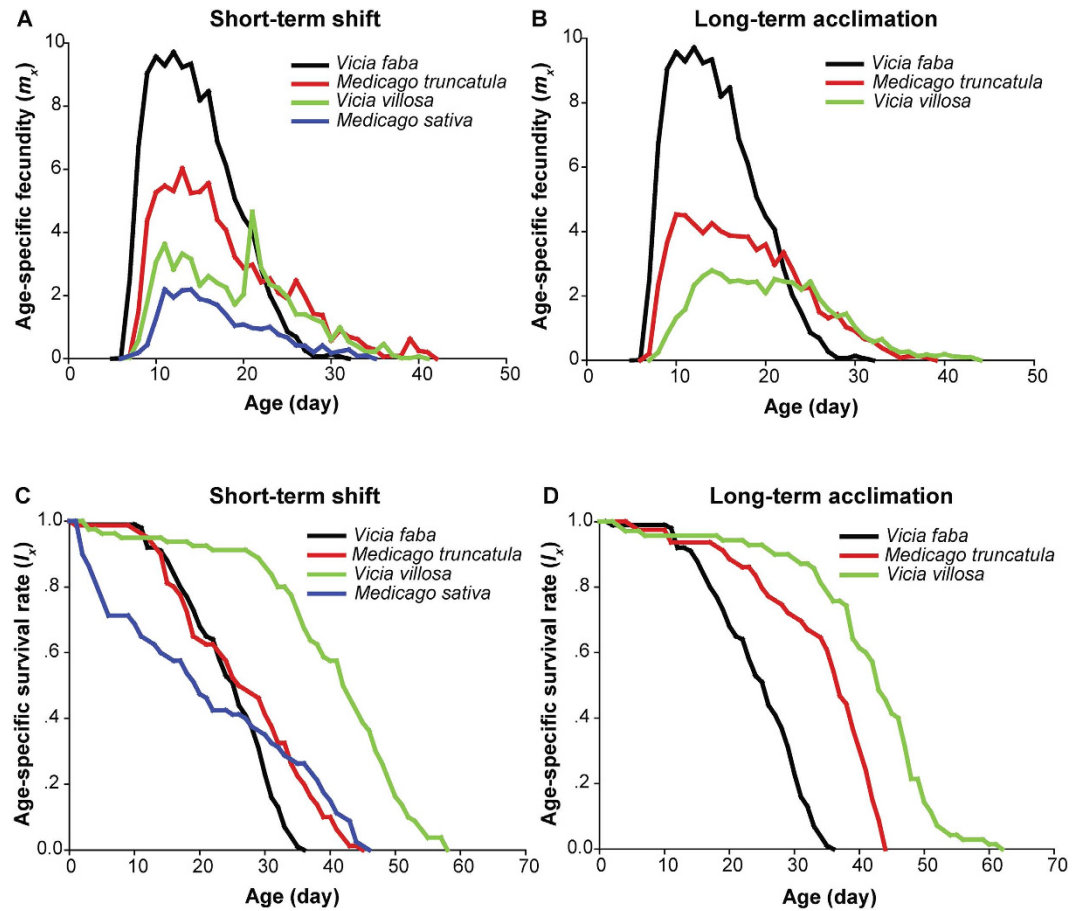 A
Short-term shift
Age-specific fecundity (mx)
10
8
6
4
2
0
Vicia faba
Medicago truncatula
Vicia villosa
Medicago sativa
0 10 20 30 40 50
Age (day)
B
Long-term acclimation
Age-specific fecundity (mx)
10
8
6
4
2
0
Vicia faba
Medicago truncatula
Vicia villosa
0 10 20 30 40 50
Age (day)
C
Short-term shift
Age-specific survival rate (lx)
1.0
.8
.6
.4
.2
0.0
Vicia faba
Medicago truncatula
Vicia villosa
Medicago sativa
0 10 20 30 40 50 60 70
Age (day)
D
Long-term acclimation
Age-specific survival rate (lx)
1.0
.8
.6
.4
.2
0.0
Vicia faba
Medicago truncatula
Vicia villosa
0 10 20 30 40 50 60 70
Age (day)